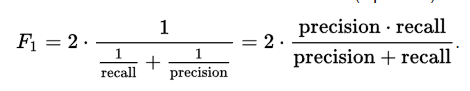 F₁ = 2 · 1 / (1/recall + 1/precision) = 2 · (precision · recall) / (precision + recall).